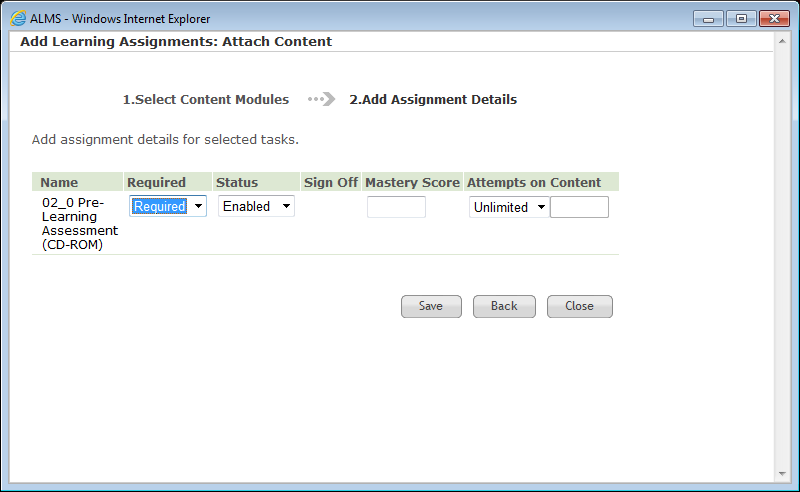 ALMS - Windows Internet Explorer
Add Learning Assignments: Attach Content
1.Select Content Modules 2.Add Assignment Details
Add assignment details for selected tasks.
Name Required Status Sign Off Mastery Score Attempts on Content
02_0 Pre- Required Enabled Unlimited
Learning
Assessment
(CD-ROM)
Save Back Close